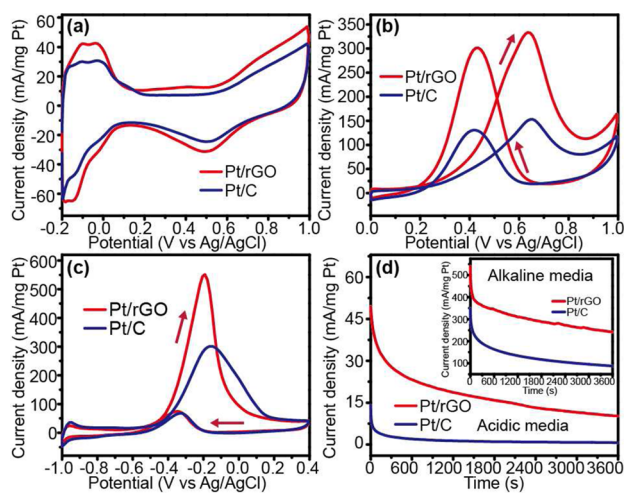 (a)
Current density (mA/mg Pt)
60
40
20
0
-20
-40
-60
Pt/rGO
Pt/C
-0.2 0.0 0.2 0.4 0.6 0.8 1.0
Potential (V vs Ag/AgCl)
(b)
Current density (mA/mg Pt)
350
300
250
200
150
100
50
0
Pt/rGO
Pt/C
0.0 0.2 0.4 0.6 0.8 1.0
Potential (V vs Ag/AgCl)
(c)
Current density (mA/mg Pt)
600
500
400
300
200
100
50
0
Pt/rGO
Pt/C
-1.0 -0.8 -0.6 -0.4 -0.2 0.0 0.2 0.4
Potential (V vs Ag/AgCl)
(d)
Current density (mA/mg Pt)
60
45
30
15
0
Pt/rGO
Pt/C
Acidic media
0 600 1200 1800 2400 3000 3600
Time (s)
Alkaline media
Current density (mA/mg Pt)
500
400
350
300
200
100
Pt/rGO
Pt/C
0 600 1200 1800 2400 3000 3600
Time (s)